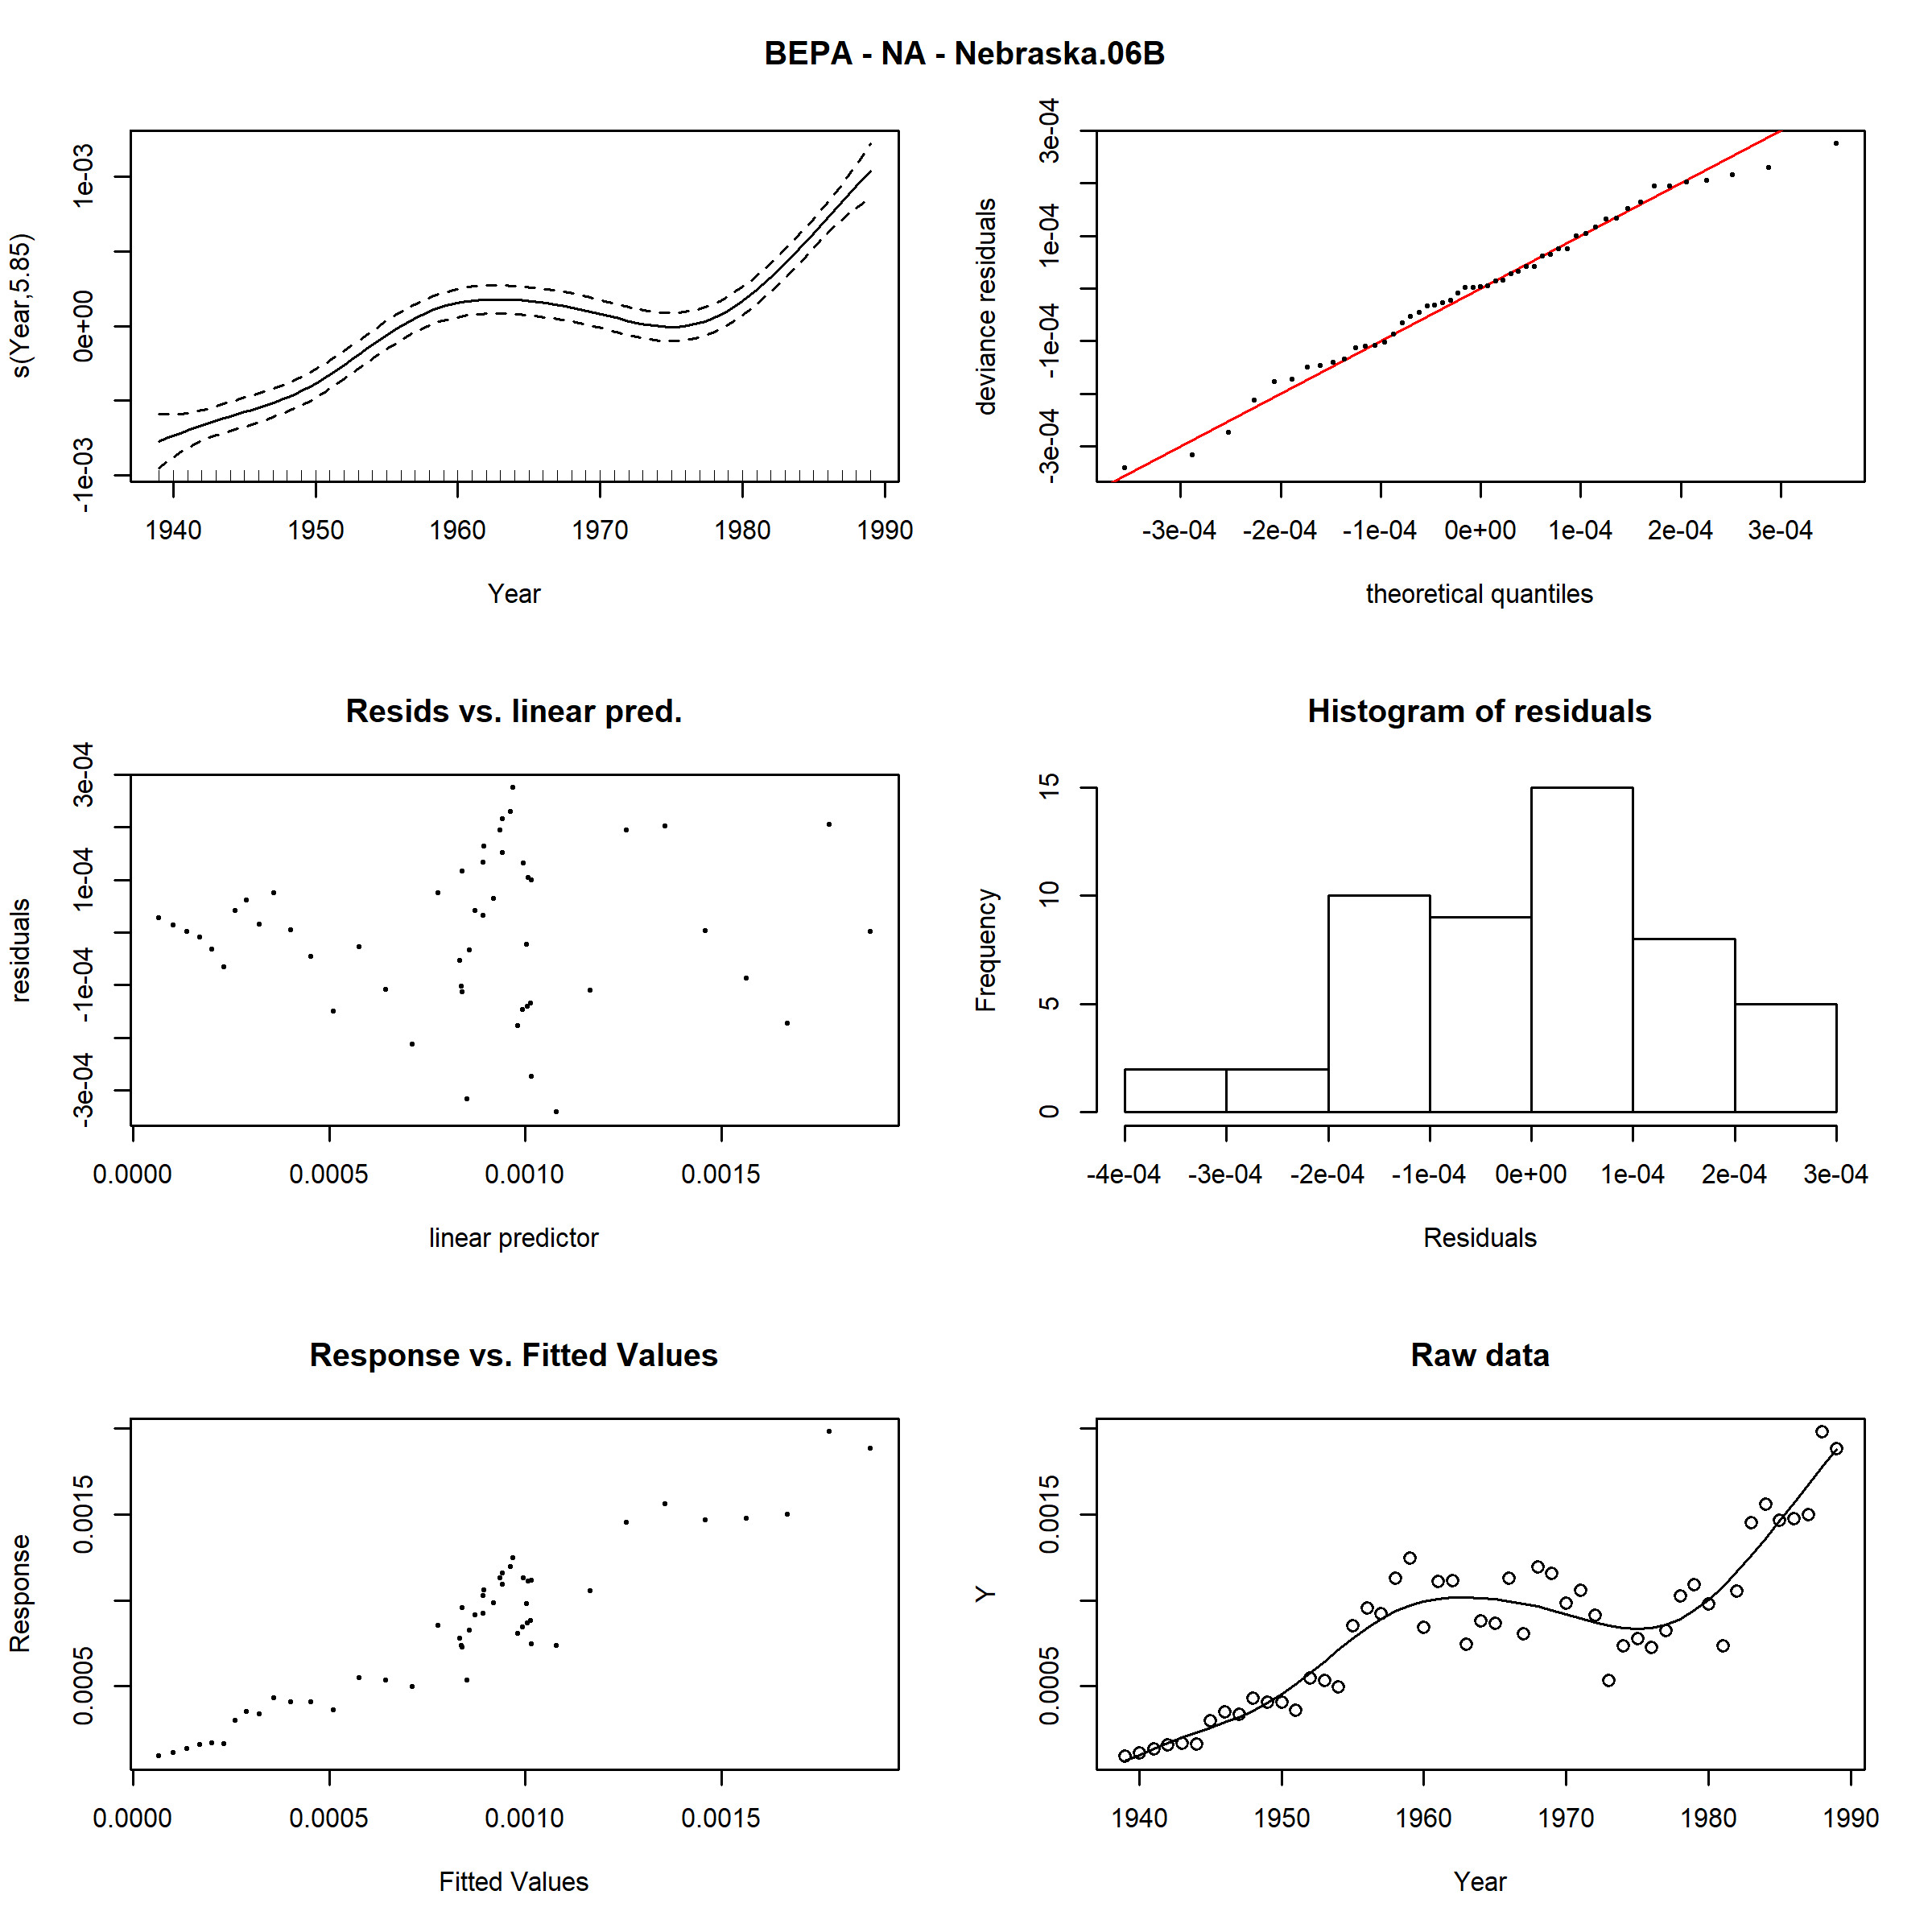 BEPA - NA - Nebraska.06B
s(Year,5.85)
1e-03
0e+00
-1e-03
1940 1950 1960 1970 1980 1990
Year
deviance residuals
3e-04
1e-04
-1e-04
-3e-04
-3e-04 -2e-04 -1e-04 0e+00 1e-04 2e-04 3e-04
theoretical quantiles
Resids vs. linear pred.
residuals
3e-04
1e-04
-1e-04
-3e-04
0.0000 0.0005 0.0010 0.0015
linear predictor
Histogram of residuals
Frequency
15
10
5
0
-4e-04 -3e-04 -2e-04 -1e-04 0e+00 1e-04 2e-04 3e-04
Residuals
Response vs. Fitted Values
Response
0.0015
0.0005
0.0000 0.0005 0.0010 0.0015
Fitted Values
Raw data
Y
0.0015
0.0005
1940 1950 1960 1970 1980 1990
Year